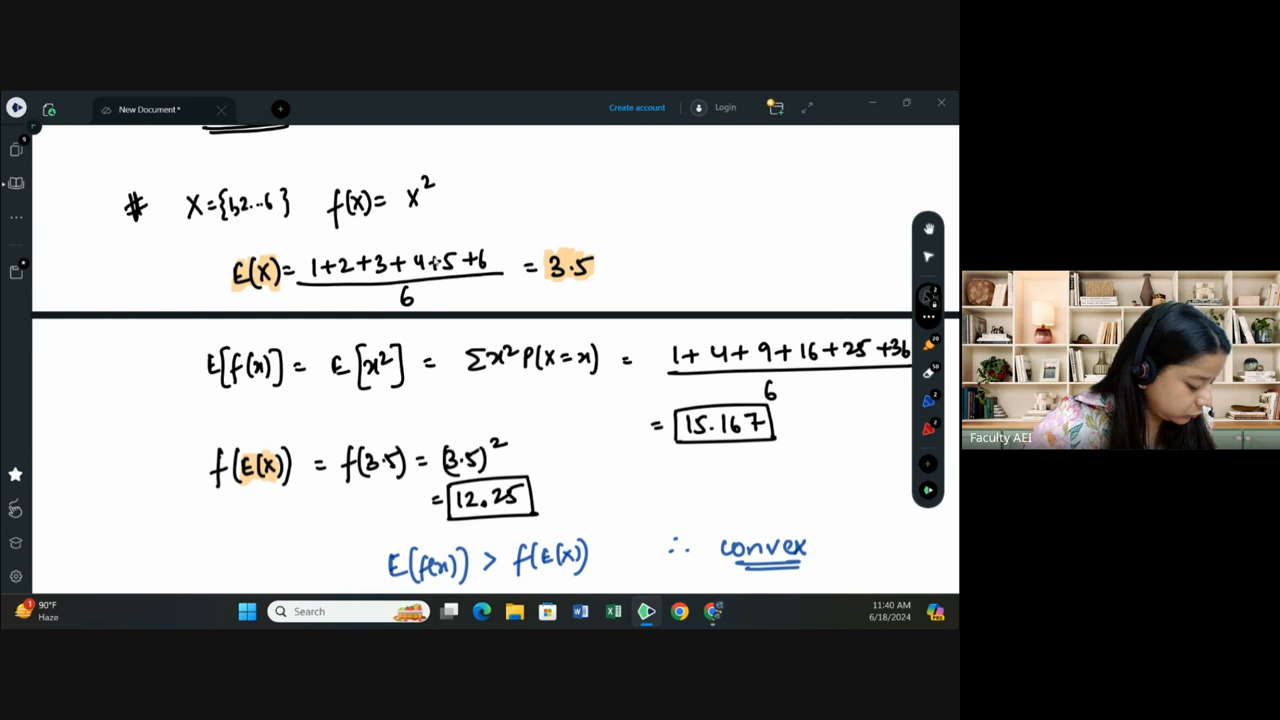 New Document*
Create account
Login
# X={1,2...6} f(x)= x²
E(x)= 1+2+3+4+5+6 / 6 = 3.5
E[f(x)] = E[x²] = Σx² P(X=x) = 1+4+9+16+25+36 / 6
= 15.167
f(E(x)) = f(3.5) = (3.5)²
= 12.25
E(f(x)) > f(E(x)) ∴ convex
Faculty AEI
90°F
Haze
Search
11:40 AM
6/18/2024